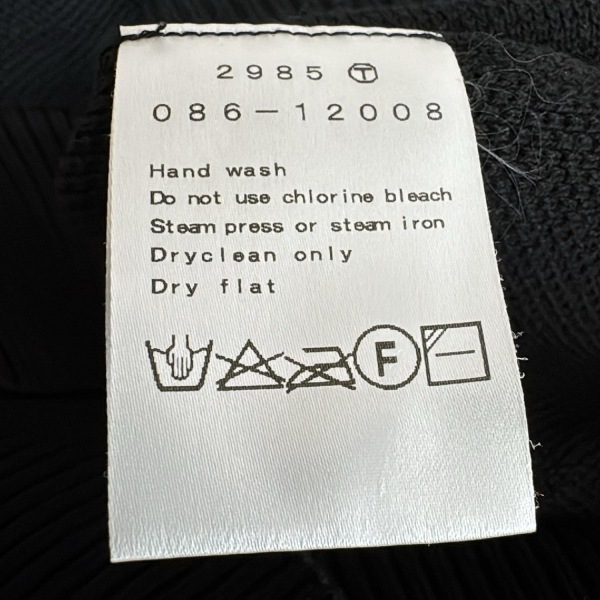 2985 Ⓣ
086-12008
Hand wash
Do not use chlorine bleach
Steam press or steam iron
Dryclean only
Dry flat
F